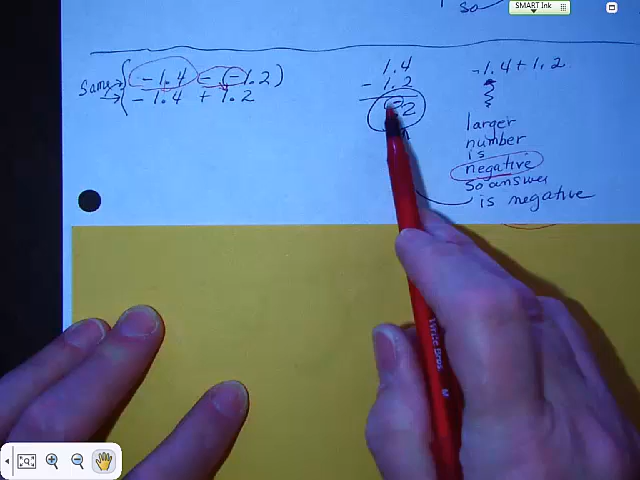 so
SMART Ink
Same → { -1.4 - (-1.2)
→ -1.4 + 1.2
1.4
- 1.2
-1.4 + 1.2
larger
number
is
negative
so answer
is negative